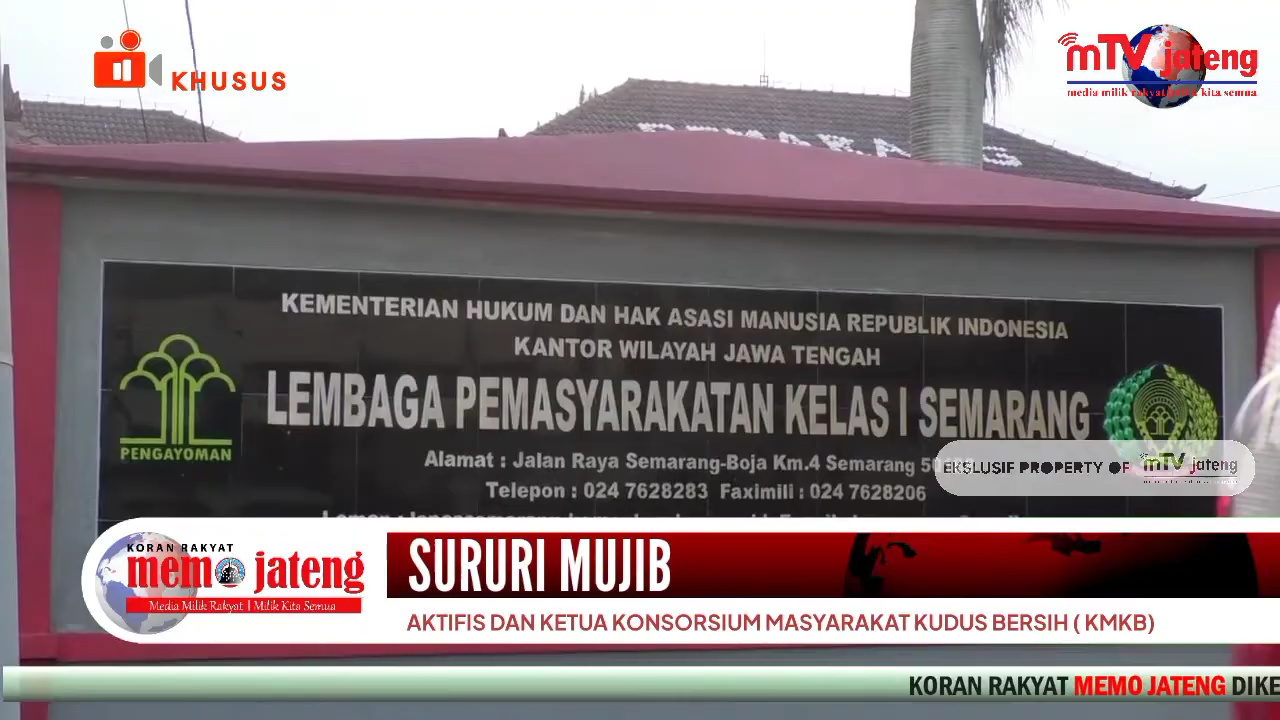 KHUSUS
mTV jateng
media milik rakyat milik kita semua
KEMENTERIAN HUKUM DAN HAK ASASI MANUSIA REPUBLIK INDONESIA
KANTOR WILAYAH JAWA TENGAH
LEMBAGA PEMASYARAKATAN KELAS I SEMARANG
PENGAYOMAN
Alamat : Jalan Raya Semarang-Boja Km.4 Semarang
EKSLUSIF PROPERTY OF mTV jateng
Telepon : 024 7628283 Faximili : 024 7628206
KORAN RAKYAT
memo jateng
Media Milik Rakyat | Milik Kita Semua
SURURI MUJIB
AKTIFIS DAN KETUA KONSORSIUM MASYARAKAT KUDUS BERSIH ( KMKB)
KORAN RAKYAT MEMO JATENG DIKE